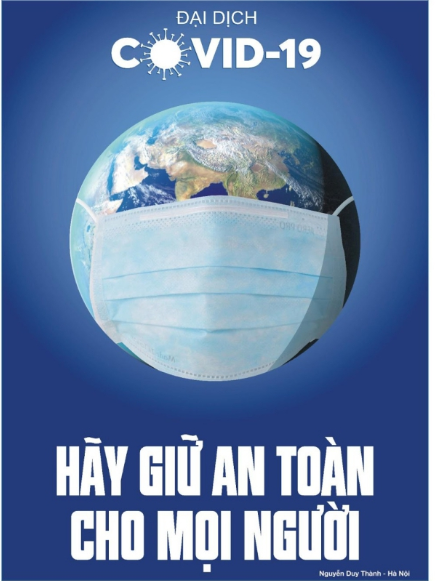 ĐẠI DỊCH
COVID-19
HÃY GIỮ AN TOÀN
CHO MỌI NGƯỜI
Nguyễn Duy Thành - Hà Nội